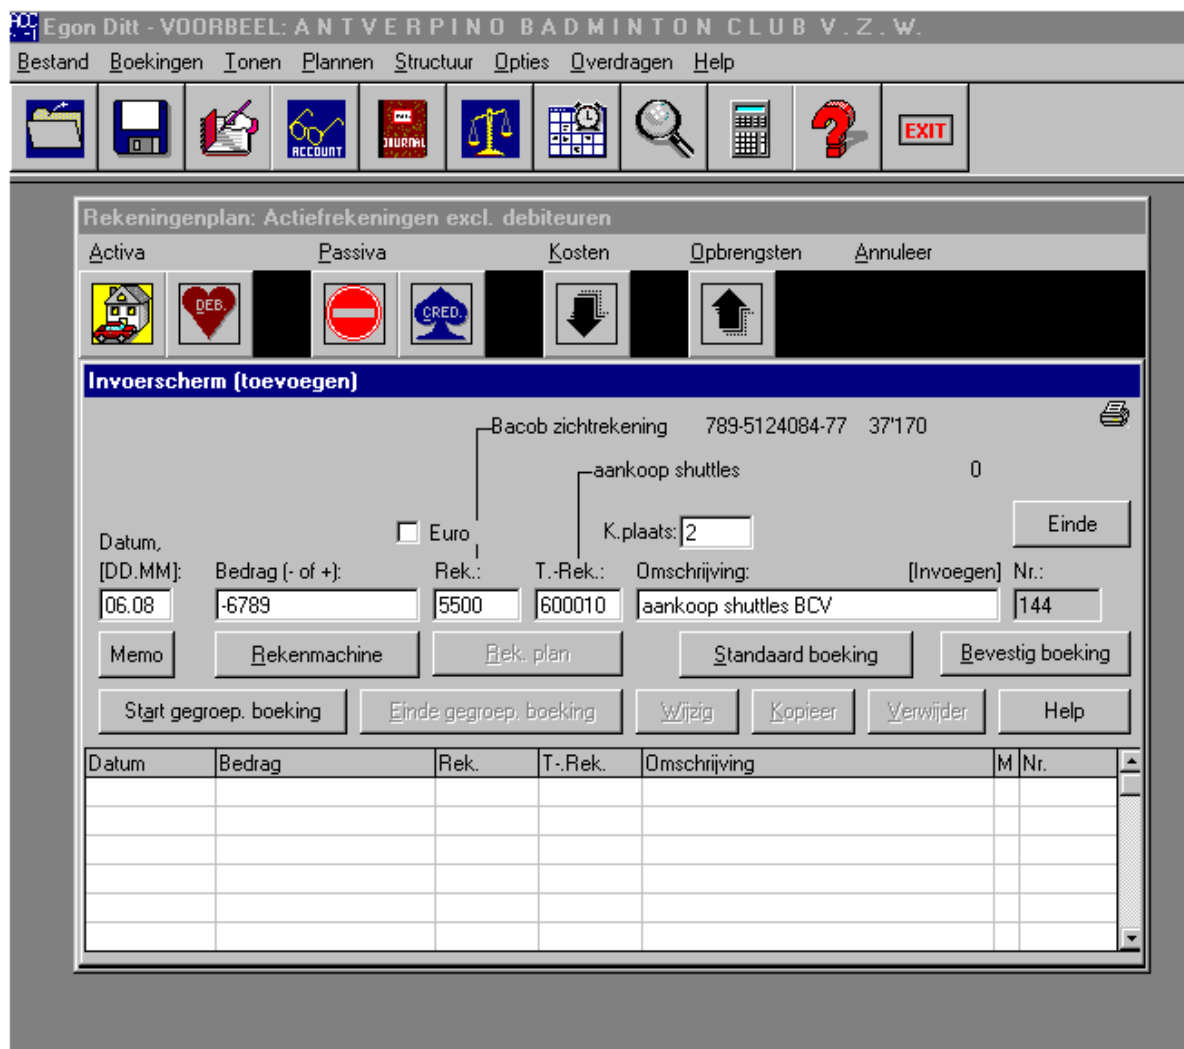 Egon Ditt - VOORBEEL: A N T V E R P I N O   B A D M I N T O N   C L U B   V . Z . W.
Bestand Boekingen Tonen Plannen Structuur Opties Overdragen Help
ACCOUNT JOURNAL EXIT
Rekeningenplan: Actiefrekeningen excl. debiteuren
Activa Passiva Kosten Opbrengsten Annuleer
DEB. CRED.
Invoerscherm (toevoegen)
Bacob zichtrekening 789-5124084-77 37'170
aankoop shuttles 0
Euro K.plaats: 2 Einde
Datum,
[DD.MM]: Bedrag (- of +): Rek.: T.-Rek.: Omschrijving: [Invoegen] Nr.:
06.08 -6789 5500 600010 aankoop shuttles BCV 144
Memo Rekenmachine Rek. plan Standaard boeking Bevestig boeking
Start gegroep. boeking Einde gegroep. boeking Wijzig Kopieer Verwijder Help
Datum Bedrag Rek. T-.Rek. Omschrijving M Nr.